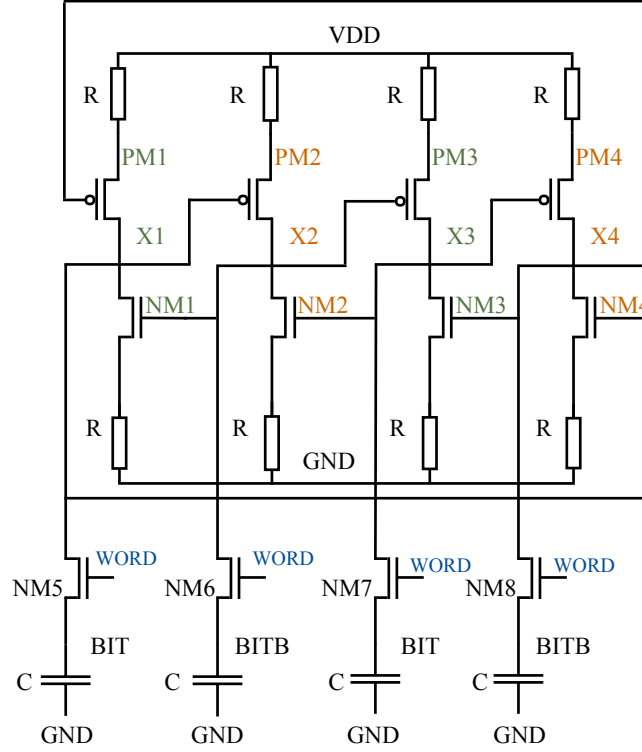 VDD
R R R R
PM1 PM2 PM3 PM4
X1 X2 X3 X4
NM1 NM2 NM3 NM4
R R R R
GND
WORD WORD WORD WORD
NM5 NM6 NM7 NM8
BIT BITB BIT BITB
C C C C
GND GND GND GND